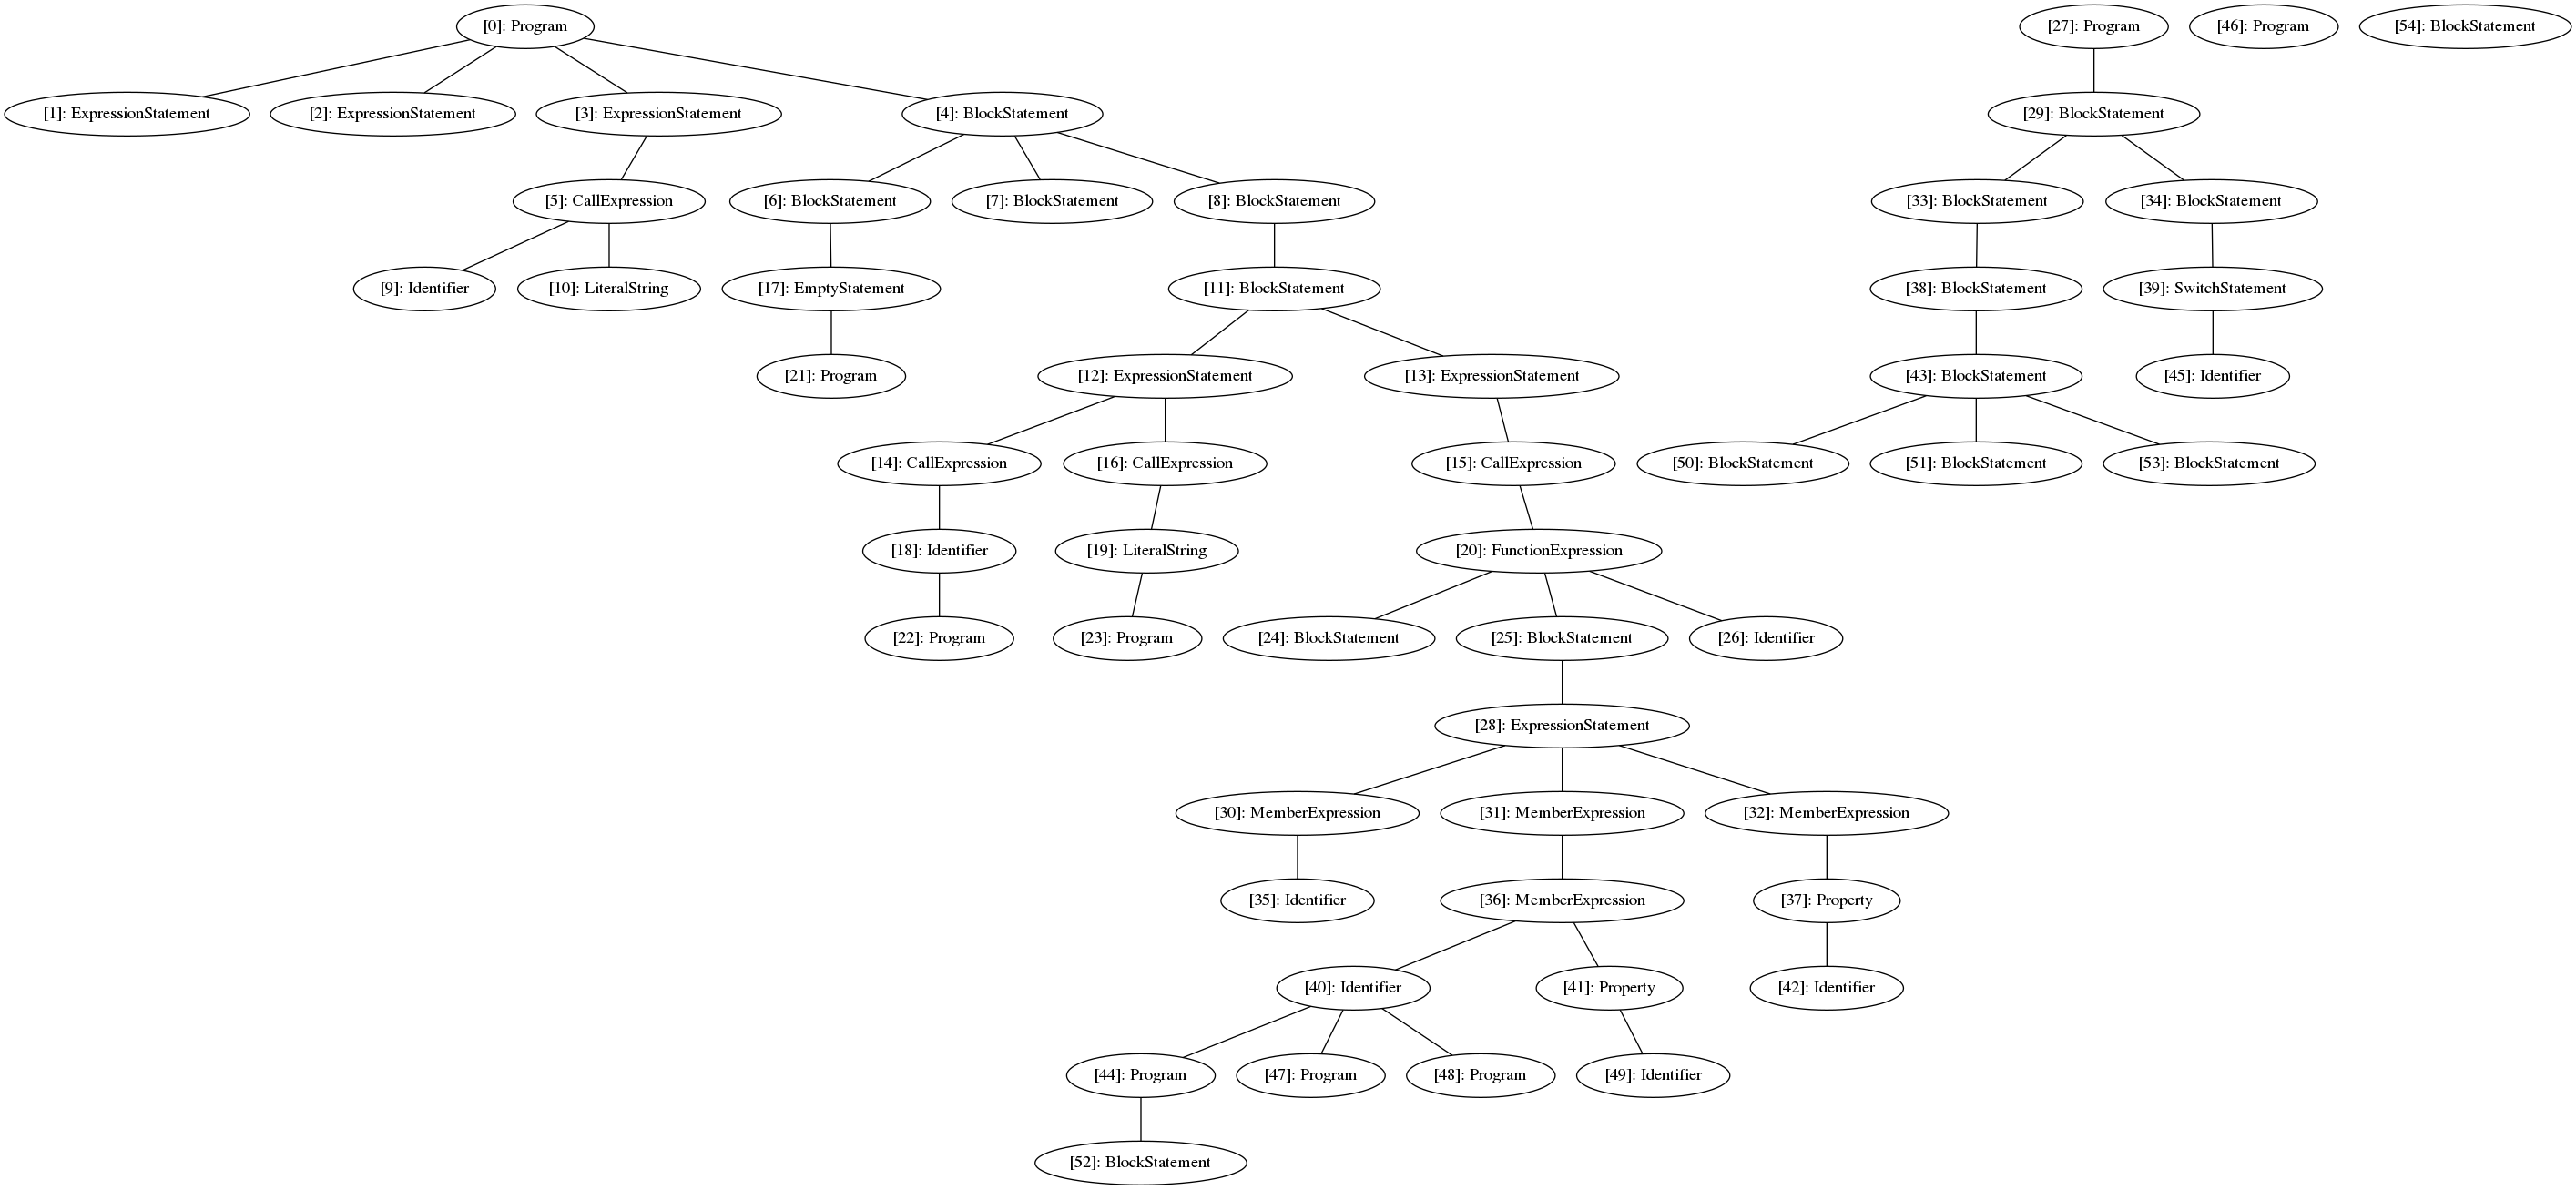 [0]: Program
[27]: Program
[46]: Program
[54]: BlockStatement
[1]: ExpressionStatement
[2]: ExpressionStatement
[3]: ExpressionStatement
[4]: BlockStatement
[29]: BlockStatement
[5]: CallExpression
[6]: BlockStatement
[7]: BlockStatement
[8]: BlockStatement
[33]: BlockStatement
[34]: BlockStatement
[9]: Identifier
[10]: LiteralString
[17]: EmptyStatement
[11]: BlockStatement
[38]: BlockStatement
[39]: SwitchStatement
[21]: Program
[12]: ExpressionStatement
[13]: ExpressionStatement
[43]: BlockStatement
[45]: Identifier
[14]: CallExpression
[16]: CallExpression
[15]: CallExpression
[50]: BlockStatement
[51]: BlockStatement
[53]: BlockStatement
[18]: Identifier
[19]: LiteralString
[20]: FunctionExpression
[22]: Program
[23]: Program
[24]: BlockStatement
[25]: BlockStatement
[26]: Identifier
[28]: ExpressionStatement
[30]: MemberExpression
[31]: MemberExpression
[32]: MemberExpression
[35]: Identifier
[36]: MemberExpression
[37]: Property
[40]: Identifier
[41]: Property
[42]: Identifier
[44]: Program
[47]: Program
[48]: Program
[49]: Identifier
[52]: BlockStatement